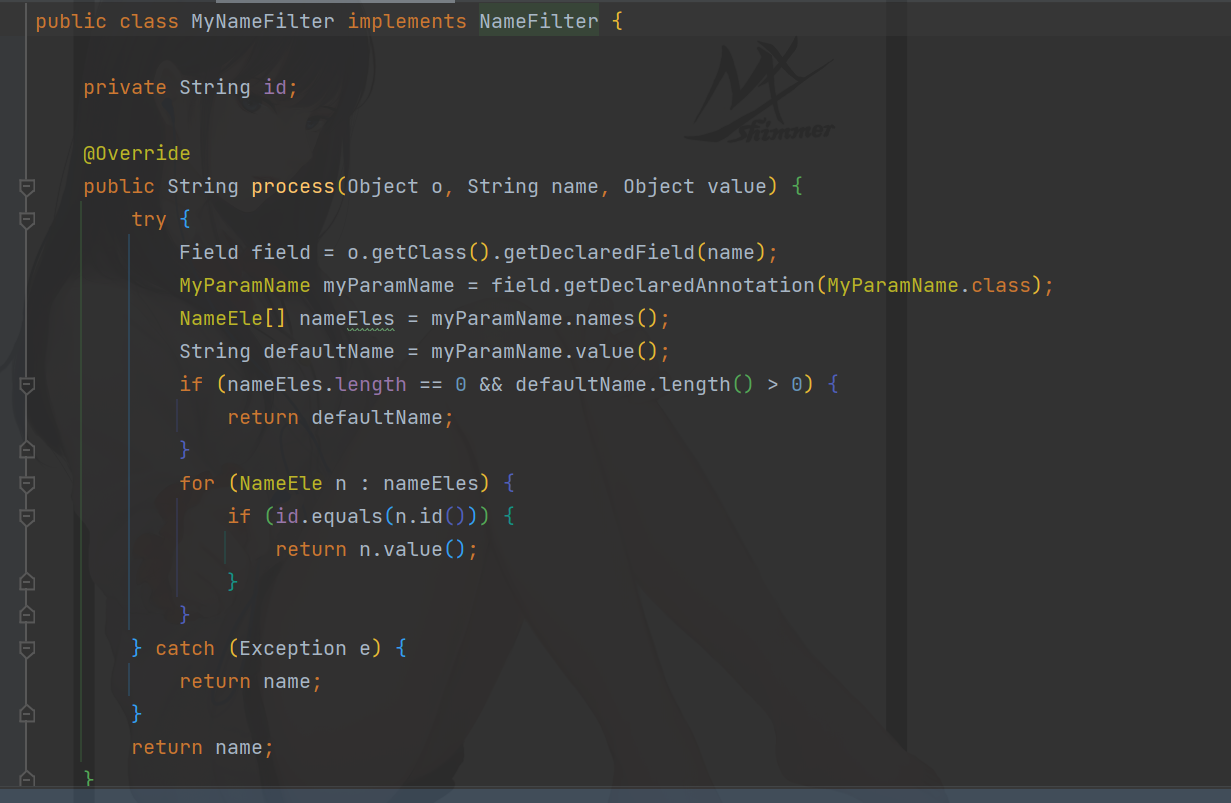 public class MyNameFilter implements NameFilter {
MX
Shimmer
private String id;
@Override
public String process(Object o, String name, Object value) {
try {
Field field = o.getClass().getDeclaredField(name);
MyParamName myParamName = field.getDeclaredAnnotation(MyParamName.class);
NameEle[] nameEles = myParamName.names();
String defaultName = myParamName.value();
if (nameEles.length == 0 && defaultName.length() > 0) {
return defaultName;
}
for (NameEle n : nameEles) {
if (id.equals(n.id())) {
return n.value();
}
}
} catch (Exception e) {
return name;
}
return name;
}